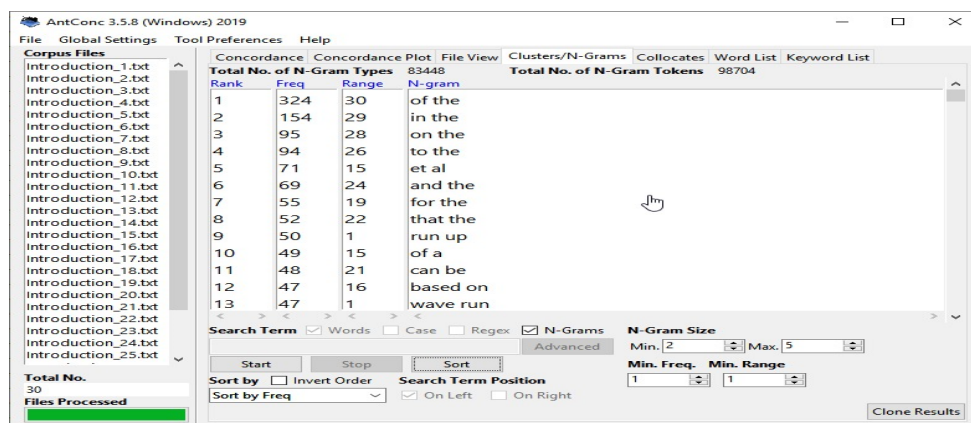 AntConc 3.5.8 (Windows) 2019
File Global Settings Tool Preferences Help
Corpus Files
Introduction_1.txt
Introduction_2.txt
Introduction_3.txt
Introduction_4.txt
Introduction_5.txt
Introduction_6.txt
Introduction_7.txt
Introduction_8.txt
Introduction_9.txt
Introduction_10.txt
Introduction_11.txt
Introduction_12.txt
Introduction_13.txt
Introduction_14.txt
Introduction_15.txt
Introduction_16.txt
Introduction_17.txt
Introduction_18.txt
Introduction_19.txt
Introduction_20.txt
Introduction_21.txt
Introduction_22.txt
Introduction_23.txt
Introduction_24.txt
Introduction_25.txt
Total No.
30
Files Processed
Concordance Concordance Plot File View Clusters/N-Grams Collocates Word List Keyword List
Total No. of N-Gram Types 83448 Total No. of N-Gram Tokens 98704
Rank Freq Range N-gram
1 324 30 of the
2 154 29 in the
3 95 28 on the
4 94 26 to the
5 71 15 et al
6 69 24 and the
7 55 19 for the
8 52 22 that the
9 50 1 run up
10 49 15 of a
11 48 21 can be
12 47 16 based on
13 47 1 wave run
Search Term Words Case Regex N-Grams N-Gram Size
Advanced Min. 2 Max. 5
Start Stop Sort Min. Freq. Min. Range
Sort by Invert Order Search Term Position 1 1
Sort by Freq On Left On Right
Clone Results